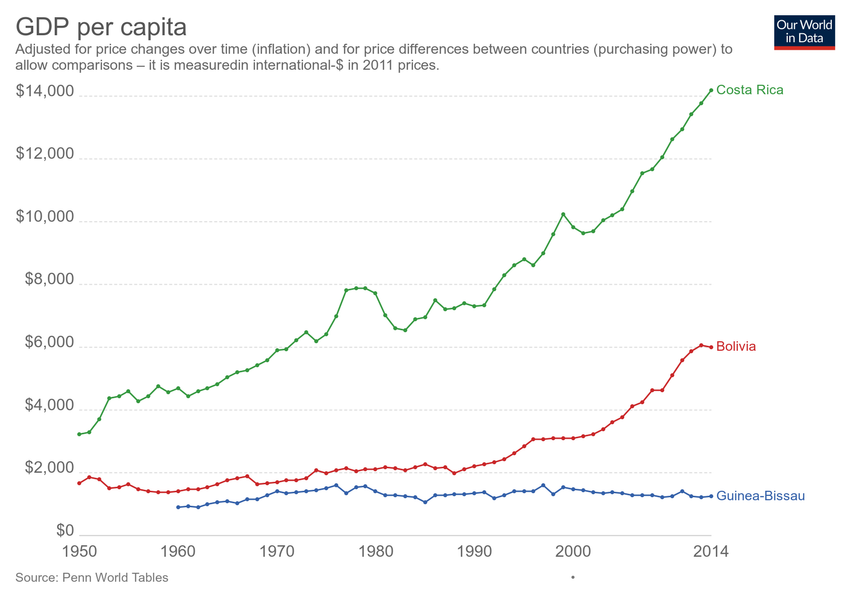 GDP per capita
Our World
in Data
Adjusted for price changes over time (inflation) and for price differences between countries (purchasing power) to
allow comparisons – it is measuredin international-$ in 2011 prices.
$14,000
Costa Rica
$12,000
$10,000
$8,000
$6,000
Bolivia
$4,000
$2,000
Guinea-Bissau
$0
1950 1960 1970 1980 1990 2000 2014
Source: Penn World Tables